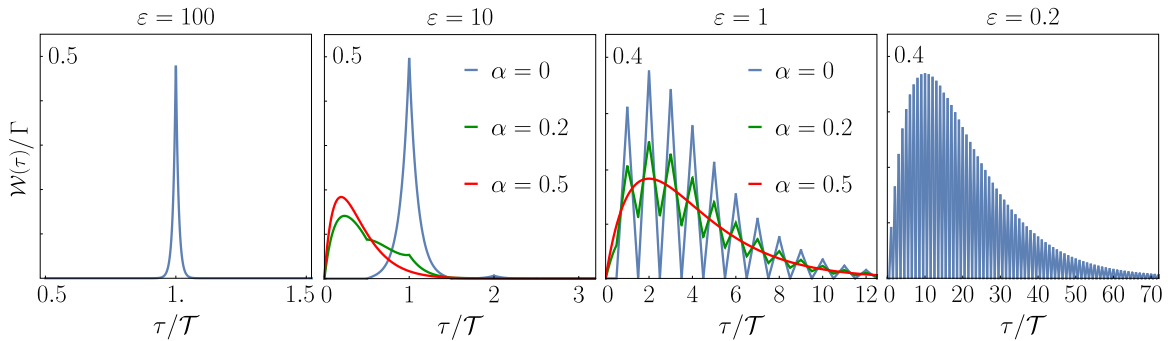 ε = 100
ε = 10
ε = 1
ε = 0.2
𝒲(τ)/Γ
0.5
0.5 1. 1.5
τ/𝒯
0.5
α = 0
α = 0.2
α = 0.5
0 1 2 3
τ/𝒯
0.4
α = 0
α = 0.2
α = 0.5
0 2 4 6 8 10 12
τ/𝒯
0.4
0 10 20 30 40 50 60 70
τ/𝒯